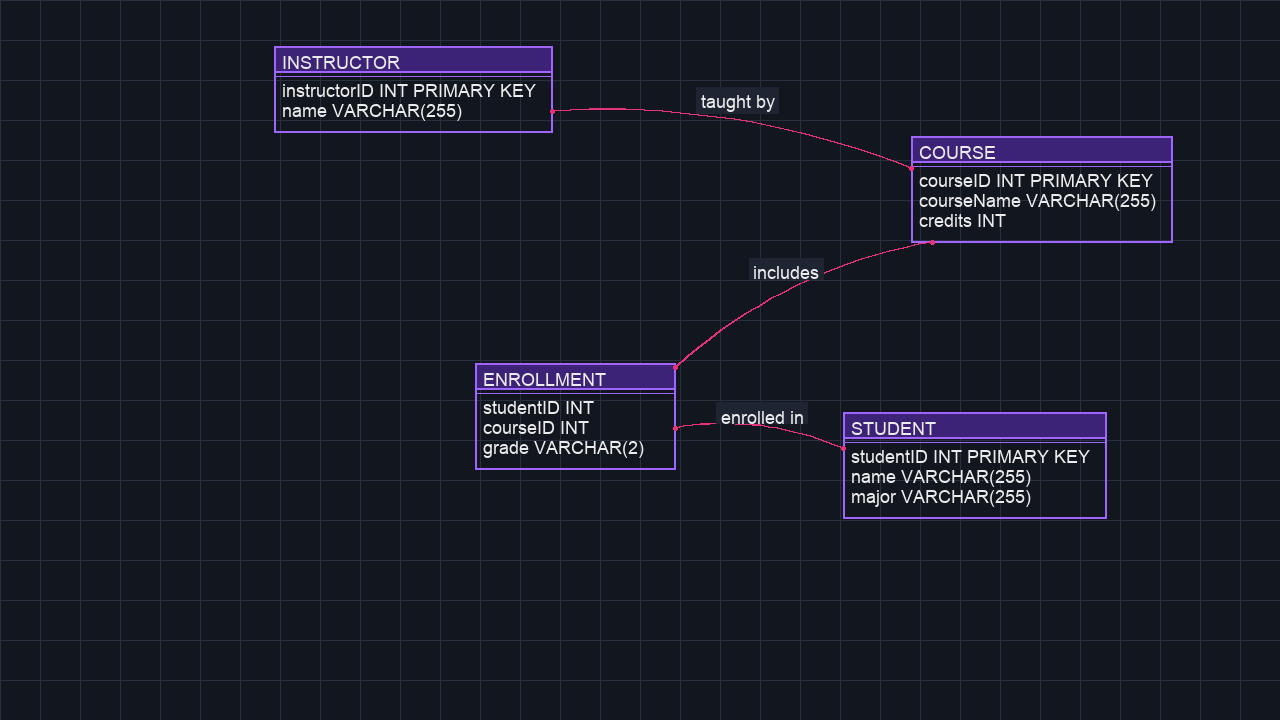 INSTRUCTOR
instructorID INT PRIMARY KEY
name VARCHAR(255)
taught by
COURSE
courseID INT PRIMARY KEY
courseName VARCHAR(255)
credits INT
includes
ENROLLMENT
studentID INT
courseID INT
grade VARCHAR(2)
enrolled in
STUDENT
studentID INT PRIMARY KEY
name VARCHAR(255)
major VARCHAR(255)